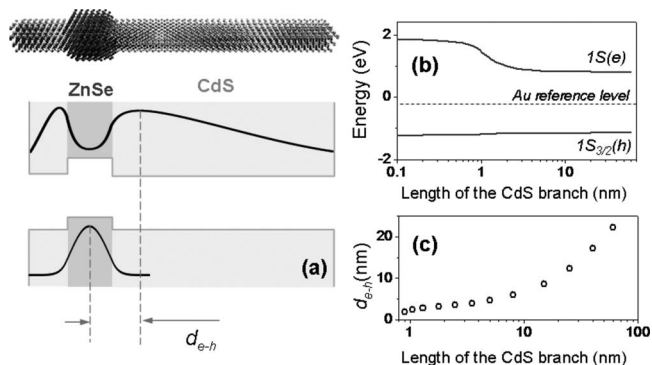 ZnSe
CdS
(a)
d_e-h
(b)
Energy (eV)
2
0
-2
1S(e)
Au reference level
1S_3/2(h)
0.1
1
10
Length of the CdS branch (nm)
(c)
d_e-h(nm)
20
10
0
1
10
100
Length of the CdS branch (nm)